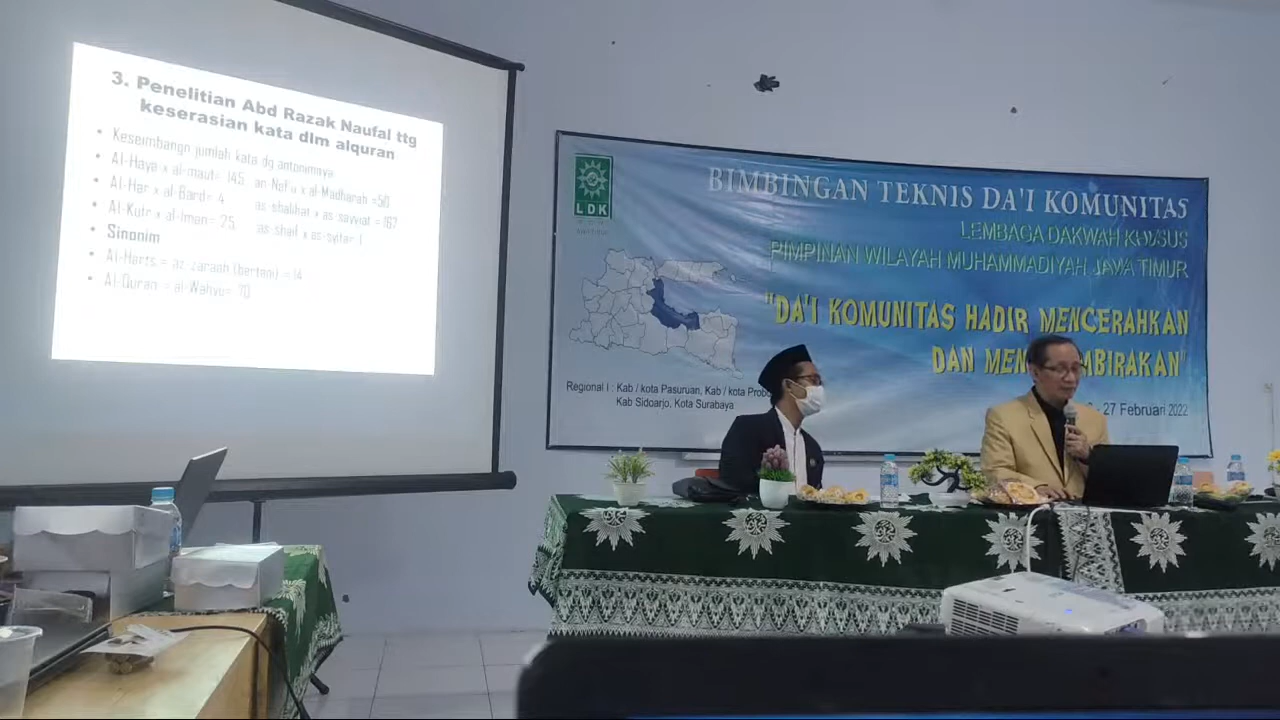 3. Penelitian Abd Razak Naufal ttg
keserasian kata dlm alquran
Keseimbangn jumlah kata dg antonimnya
Al-Haya x al-maut= 145 an Naf'u x al-Madharah =50
Al-Har x al-Bard= 4 as shalihat x as sayyiat = 167
Al-Kufr x al-Iman= 25
Sinonim
Al-Harts = az-zaraah (bertani) = 14
Al-Quran = al-Wahyu= 70
LDK
BIMBINGAN TEKNIS DA'I KOMUNITAS
LEMBAGA DAKWAH KHUSUS
PIMPINAN WILAYAH MUHAMMADIYAH JAWA TIMUR
"DA'I KOMUNITAS HADIR MENCERAHKAN
DAN MEN MBIRAKAN"
Regional I : Kab / kota Pasuruan, Kab / kota Probo
Kab Sidoarjo, Kota Surabaya
- 27 Februari 2022